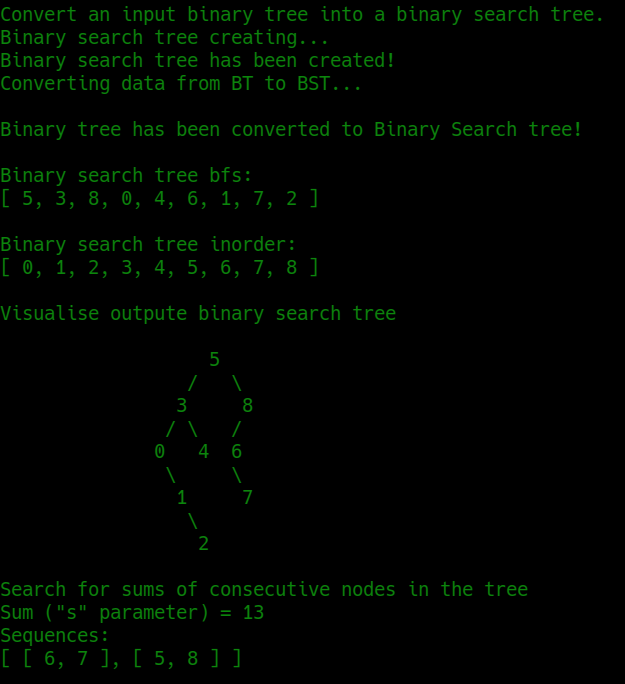 Convert an input binary tree into a binary search tree.
Binary search tree creating...
Binary search tree has been created!
Converting data from BT to BST...
Binary tree has been converted to Binary Search tree!
Binary search tree bfs:
[ 5, 3, 8, 0, 4, 6, 1, 7, 2 ]
Binary search tree inorder:
[ 0, 1, 2, 3, 4, 5, 6, 7, 8 ]
Visualise outpute binary search tree
5
/ \
3 8
/ \ /
0 4 6
\ \
1 7
\
2
Search for sums of consecutive nodes in the tree
Sum ("s" parameter) = 13
Sequences:
[ [ 6, 7 ], [ 5, 8 ] ]